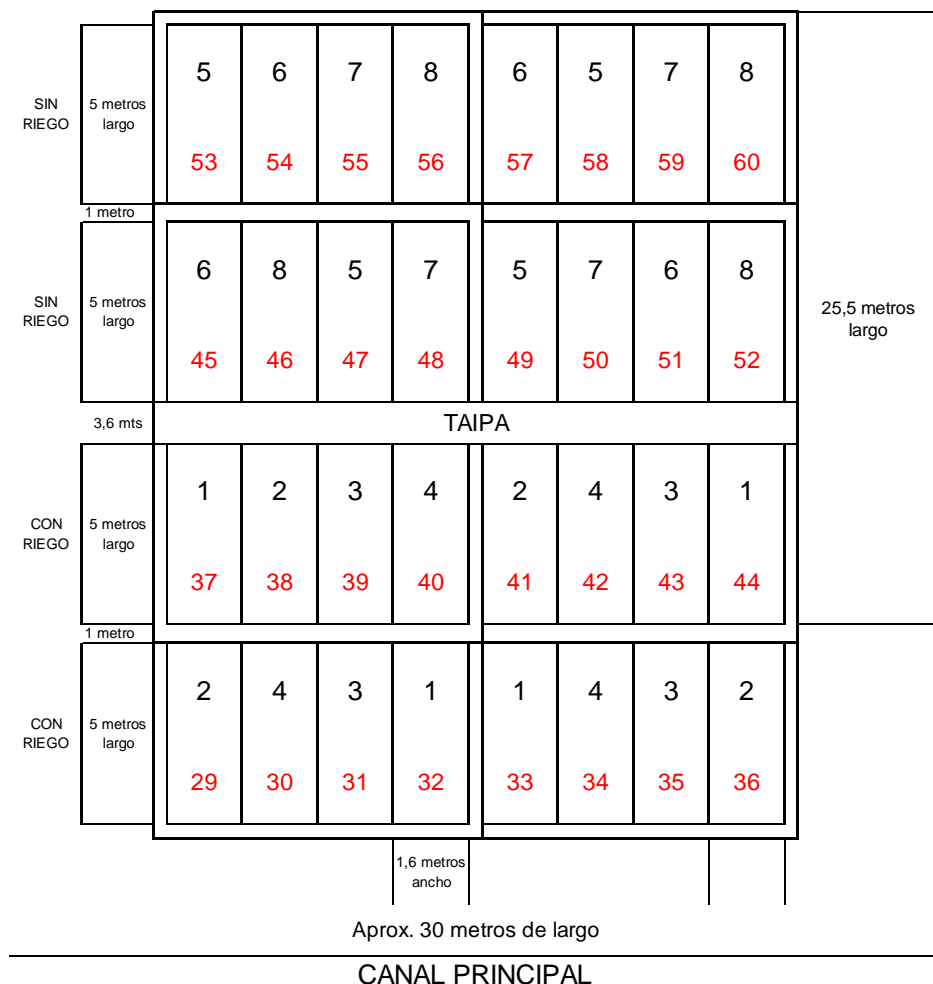 5 6 7 8 6 5 7 8
SIN
RIEGO
5 metros
largo
53 54 55 56 57 58 59 60
1 metro
6 8 5 7 5 7 6 8
SIN
RIEGO
5 metros
largo
25,5 metros
largo
45 46 47 48 49 50 51 52
3,6 mts
TAIPA
1 2 3 4 2 4 3 1
CON
RIEGO
5 metros
largo
37 38 39 40 41 42 43 44
1 metro
2 4 3 1 1 4 3 2
CON
RIEGO
5 metros
largo
29 30 31 32 33 34 35 36
1,6 metros
ancho
Aprox. 30 metros de largo
CANAL PRINCIPAL